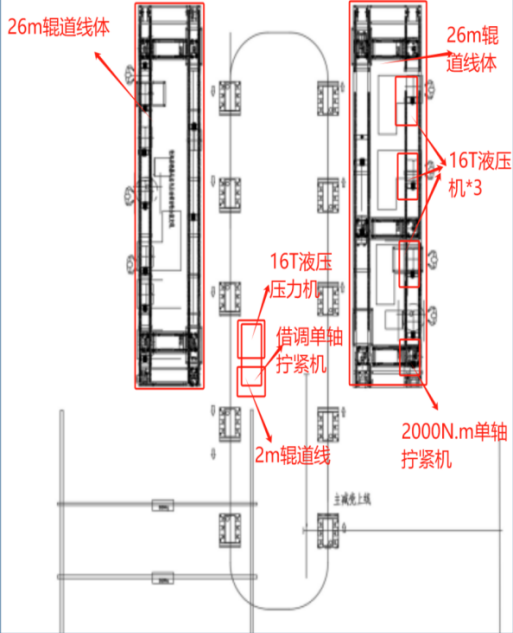 26m辊道线体
26m辊
道线体
16T液压
机*3
16T液压
压力机
借调单轴
拧紧机
2m辊道线
2000N.m单轴
拧紧机
主减壳上线